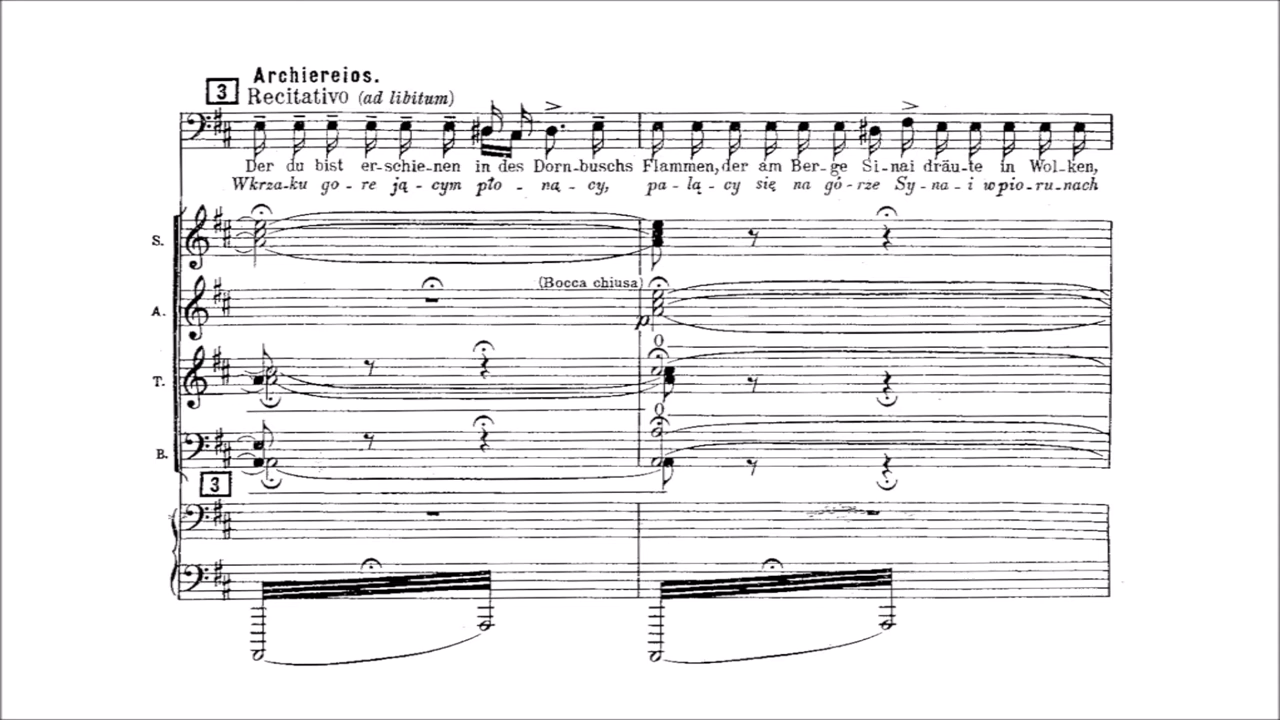 Archiereios.
3 Recitativo (ad libitum)
Der du bist er-schie-nen in des Dorn-buschs Flammen, der am Ber-ge Si-nai dräu-te in Wol-ken,
Wkrza-ku go-re ją-cym pło-ną-cy, pa-lą-cy się na gó-rze Sy-na-i wpio-ru-nach
S.
(Bocca chiusa)
A.
p
T.
B.
3